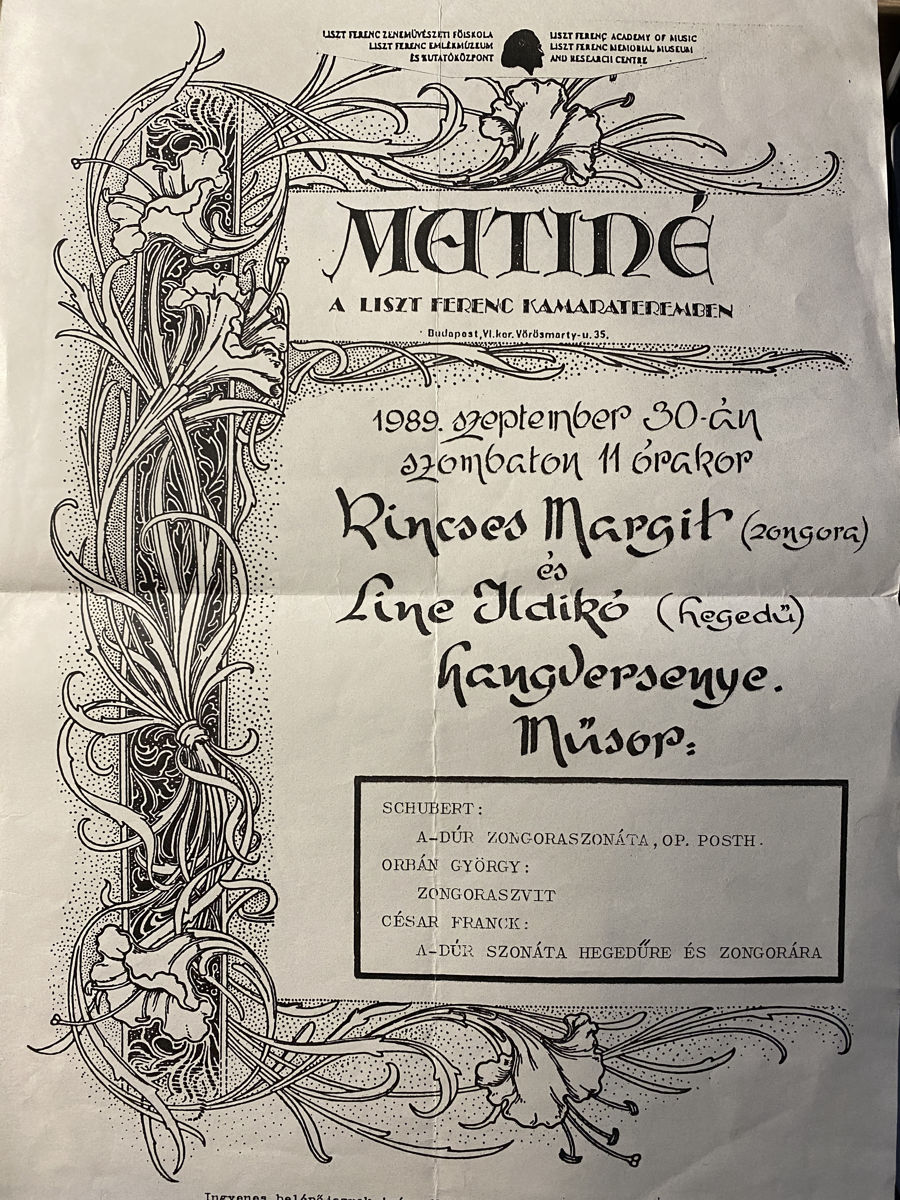 LISZT FERENC ZENEMŰVÉSZETI FŐISKOLA
LISZT FERENC EMLÉKMÚZEUM
ÉS KUTATÓKÖZPONT
LISZT FERENC ACADEMY OF MUSIC
LISZT FERENC MEMORIAL MUSEUM
AND RESEARCH CENTRE
MATINÉ
A LISZT FERENC KAMARATEREMBEN
Budapest, VI. ker. Vörösmarty-u. 35.
1989. szeptember 30-án
szombaton 11 órakor
Kincses Margit (zongora)
és
Line Ildikó (hegedű)
hangversenye.
Műsor:
SCHUBERT:
A-DÚR ZONGORASZONÁTA, OP. POSTH.
ORBÁN GYÖRGY:
ZONGORASZVIT
CÉSAR FRANCK:
A-DÚR SZONÁTA HEGEDŰRE ÉS ZONGORÁRA
Ingyenes